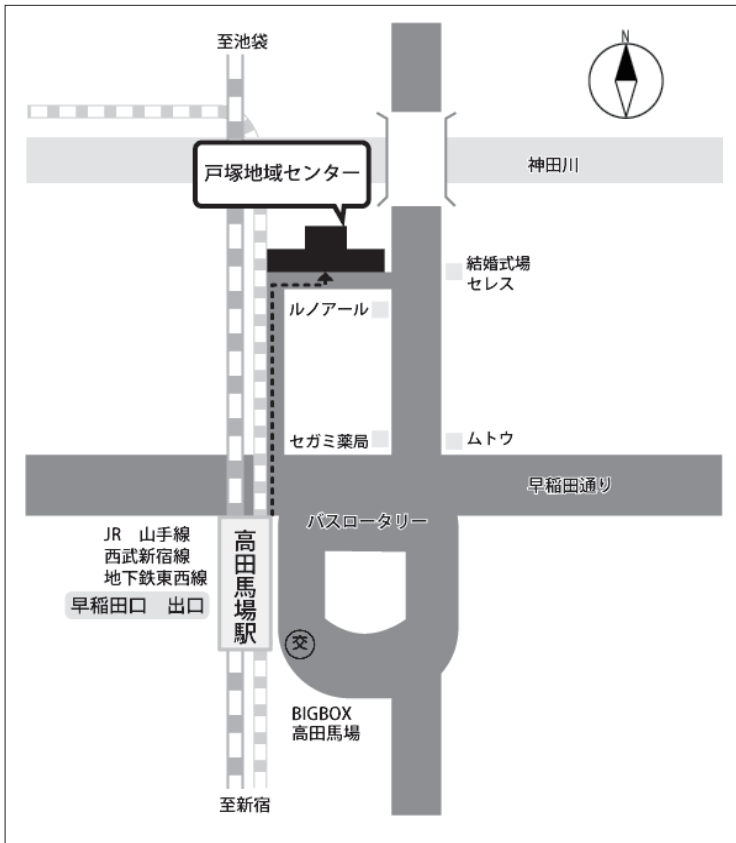 至池袋
N
神田川
戸塚地域センター
結婚式場
セレス
ルノアール
セガミ薬局
ムトウ
早稲田通り
バスロータリー
JR 山手線
西武新宿線
地下鉄東西線
早稲田口 出口
高田馬場駅
交
BIGBOX
高田馬場
至新宿